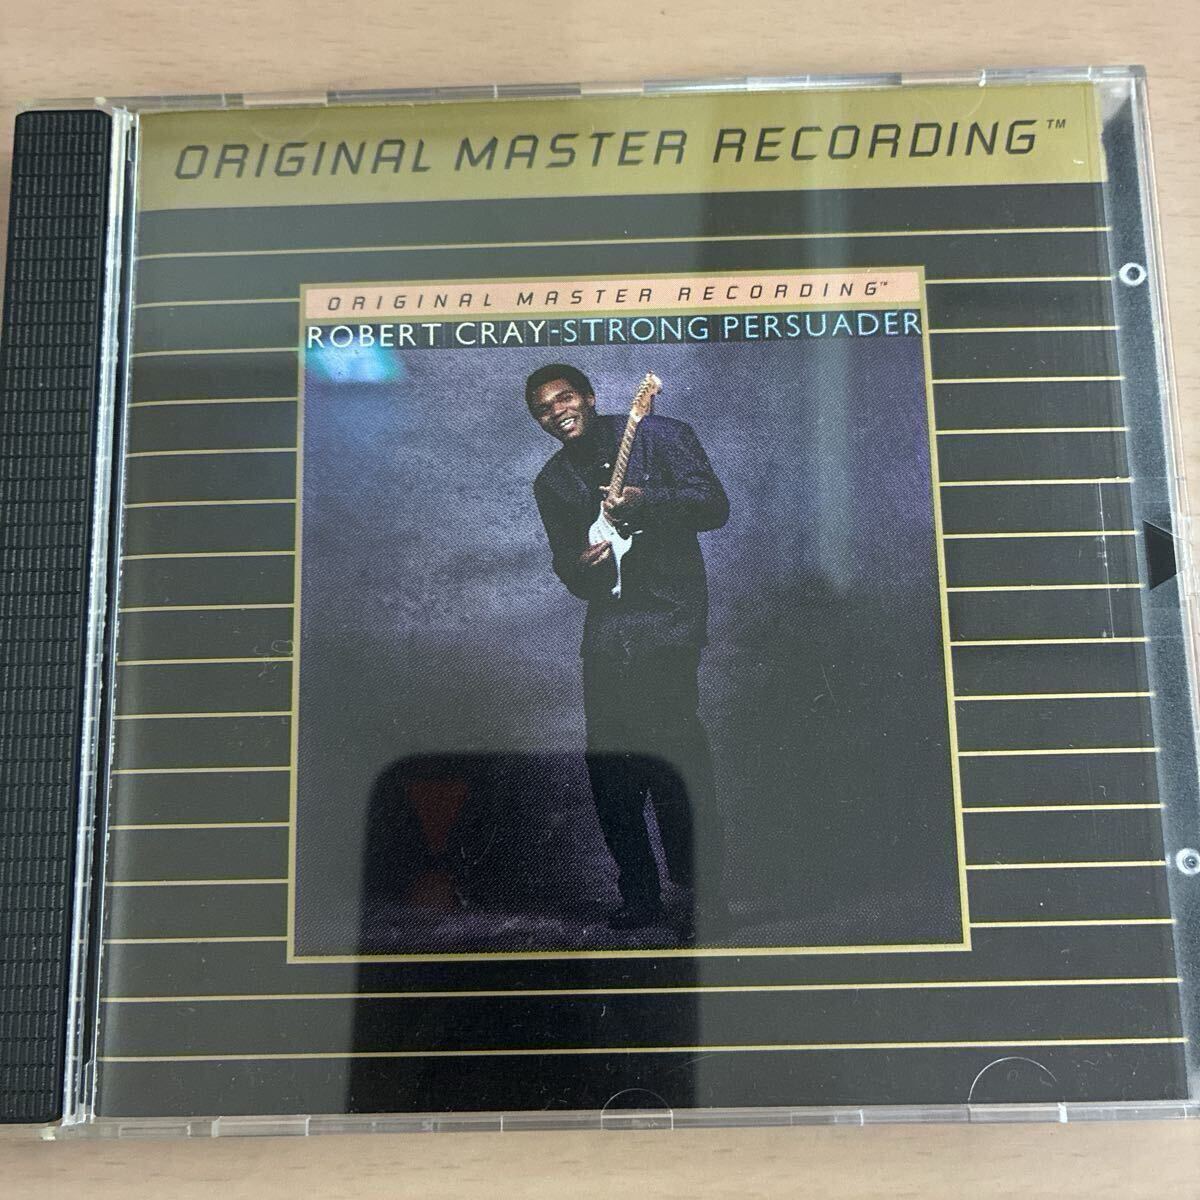 ORIGINAL MASTER RECORDING™
ORIGINAL MASTER RECORDING™
ROBERT CRAY-STRONG PERSUADER